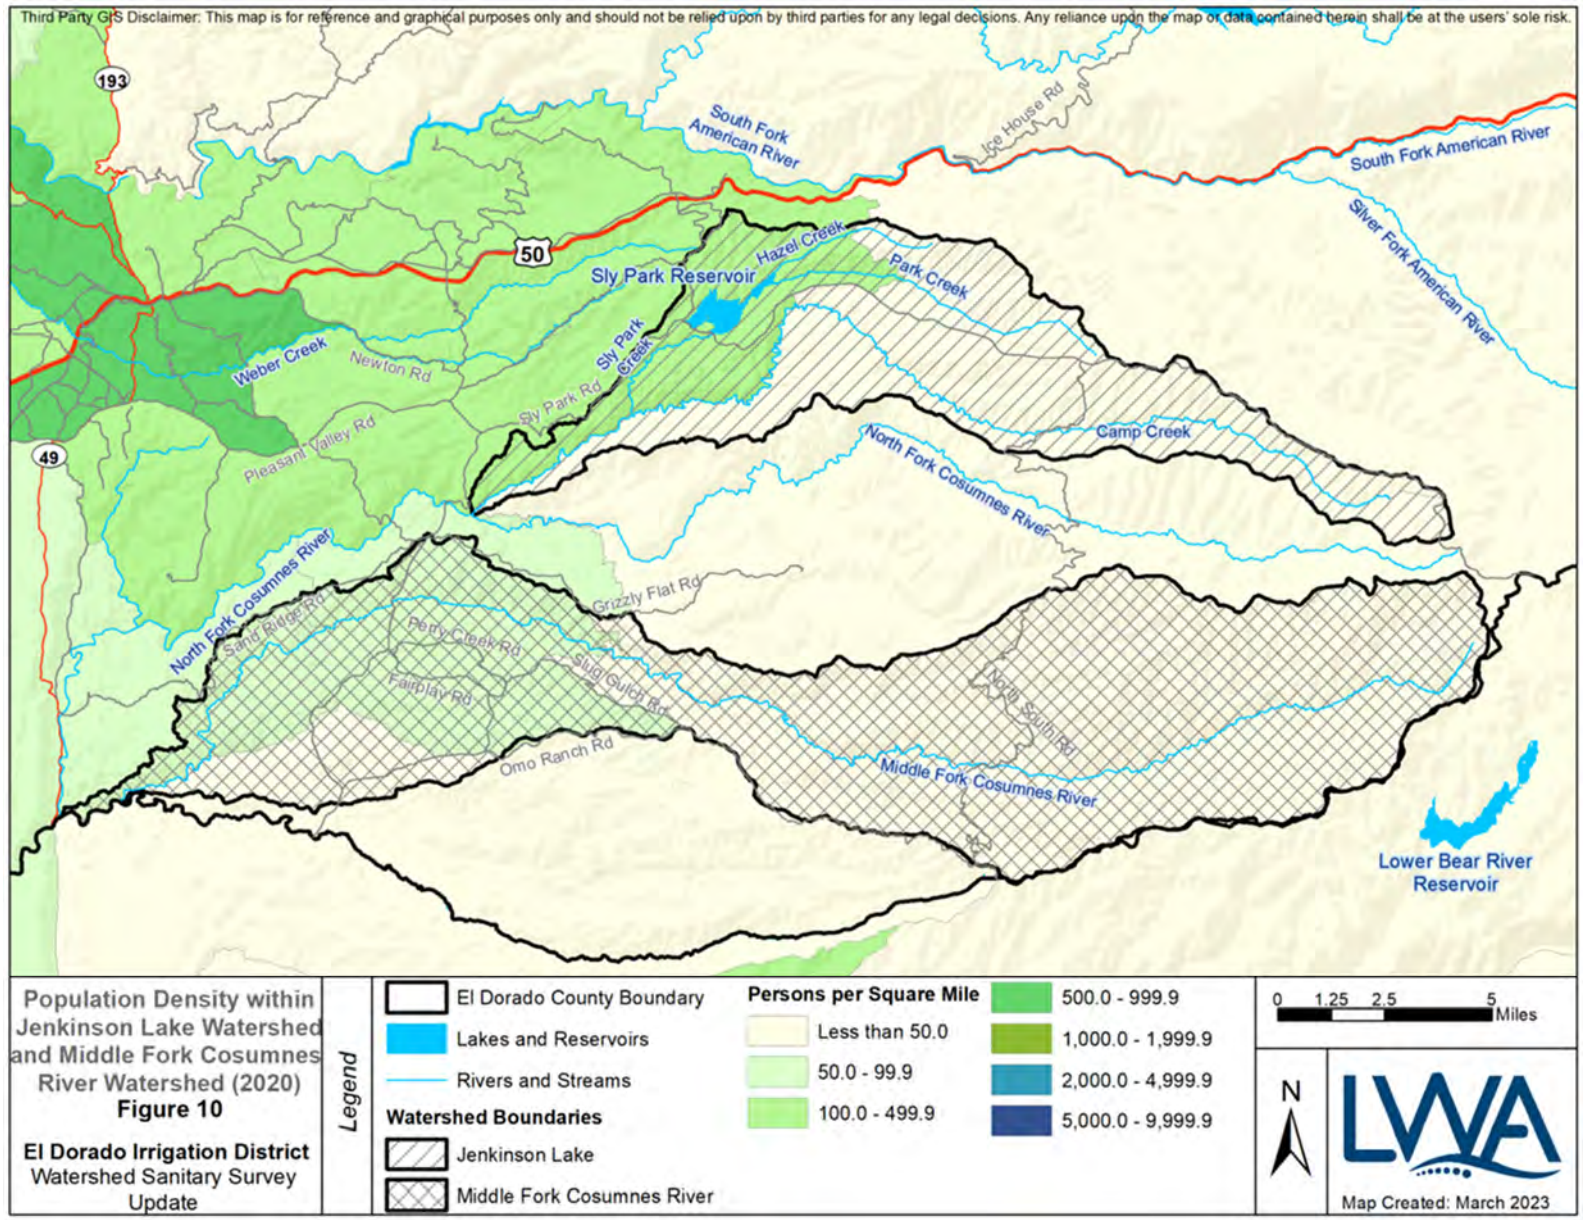 Third Party GIS Disclaimer: This map is for reference and graphical purposes only and should not be relied upon by third parties for any legal decisions. Any reliance upon the map or data contained herein shall be at the users' sole risk.
193
South Fork
American River
Ice House Rd
South Fork American River
Silver Fork American River
50
Hazel Creek
Sly Park Reservoir
Park Creek
Sly Park
Creek
Weber Creek
Newton Rd
Sly Park Rd
Pleasant Valley Rd
49
Camp Creek
North Fork Cosumnes River
North Fork Cosumnes River
Sand Ridge Rd
Grizzly Flat Rd
Perry Creek Rd
Slug Gulch Rd
Fairplay Rd
North South Rd
Omo Ranch Rd
Middle Fork Cosumnes River
Lower Bear River
Reservoir
Population Density within
Jenkinson Lake Watershed
and Middle Fork Cosumnes
River Watershed (2020)
Figure 10
El Dorado Irrigation District
Watershed Sanitary Survey
Update
Legend
El Dorado County Boundary
Lakes and Reservoirs
Rivers and Streams
Watershed Boundaries
Jenkinson Lake
Middle Fork Cosumnes River
Persons per Square Mile
Less than 50.0
50.0 - 99.9
100.0 - 499.9
500.0 - 999.9
1,000.0 - 1,999.9
2,000.0 - 4,999.9
5,000.0 - 9,999.9
0 1.25 2.5 5
Miles
N
LWA
Map Created: March 2023